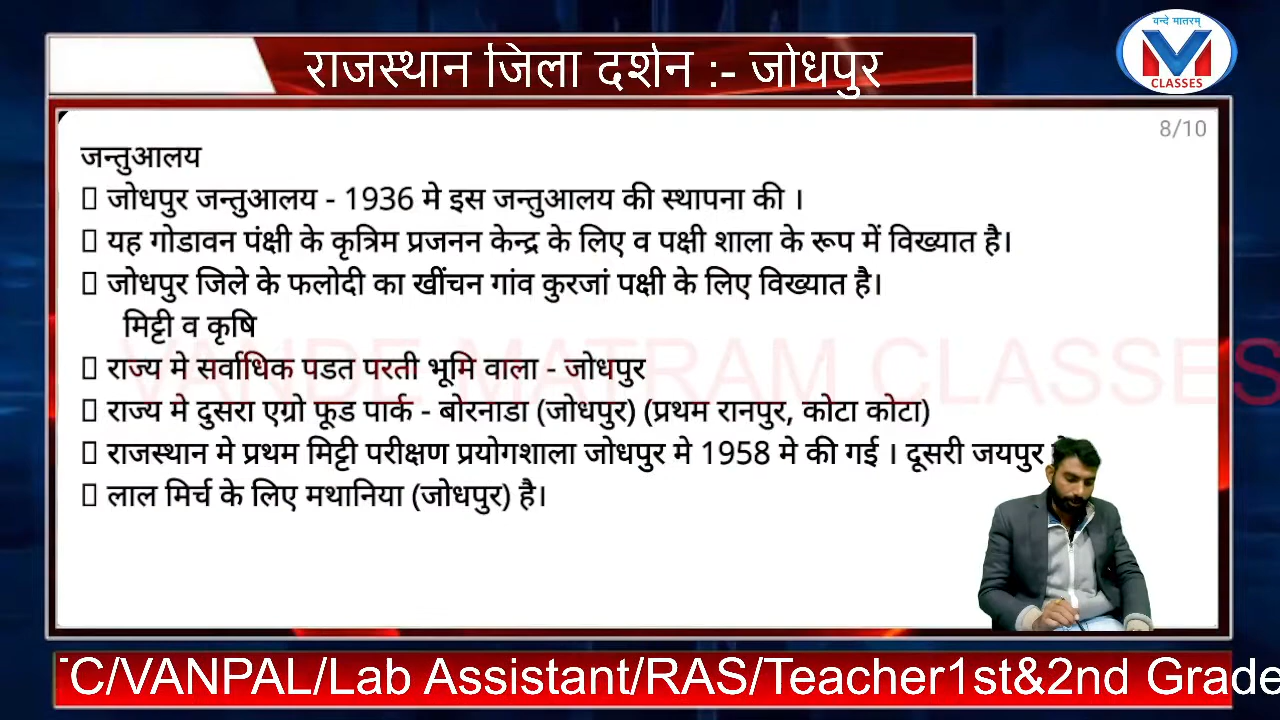 वन्दे मातरम्
CLASSES
राजस्थान जिला दर्शन :- जोधपुर
8/10
जन्तुआलय
जोधपुर जन्तुआलय - 1936 मे इस जन्तुआलय की स्थापना की ।
यह गोडावन पंक्षी के कृत्रिम प्रजनन केन्द्र के लिए व पक्षी शाला के रूप में विख्यात है।
जोधपुर जिले के फलोदी का खींचन गांव कुरजां पक्षी के लिए विख्यात है।
मिट्टी व कृषि
राज्य मे सर्वाधिक पडत परती भूमि वाला - जोधपुर
राज्य मे दुसरा एग्रो फूड पार्क - बोरनाडा (जोधपुर) (प्रथम रानपुर, कोटा कोटा)
राजस्थान मे प्रथम मिट्टी परीक्षण प्रयोगशाला जोधपुर मे 1958 मे की गई । दूसरी जयपुर
लाल मिर्च के लिए मथानिया (जोधपुर) है।
VANDE MATRAM CLASSES
C/VANPAL/Lab Assistant/RAS/Teacher1st&2nd Grade